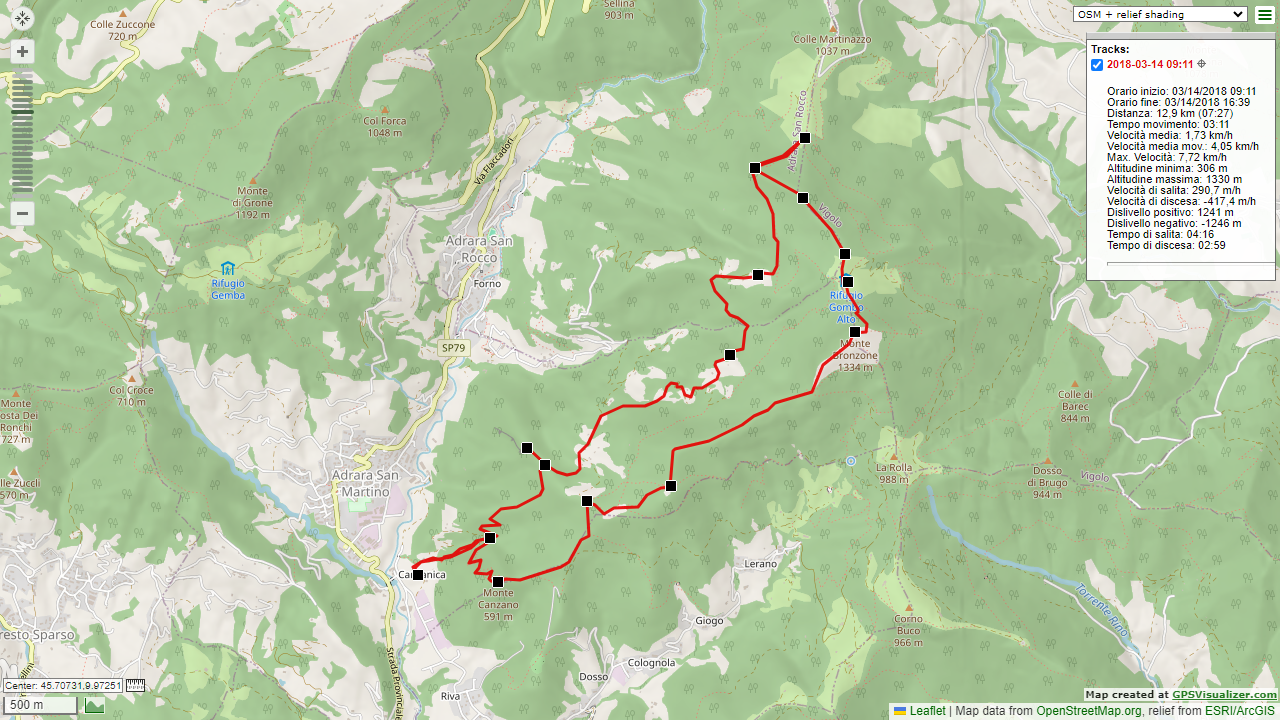 Sellina
903 m
Colle Zuccone
720 m
OSM + relief shading
Colle Martinazzo
1037 m
Tracks:
2018-03-14 09:11
Orario inizio: 03/14/2018 09:11
Orario fine: 03/14/2018 16:39
Distanza: 12,9 km (07:27)
Tempo movimento: 03:11
Velocità media: 1,73 km/h
Velocità media mov.: 4,05 km/h
Max. Velocità: 7,72 km/h
Altitudine minima: 306 m
Altitudine massima: 1330 m
Velocità di salita: 290,7 m/h
Velocità di discesa: -417,4 m/h
Dislivello positivo: 1241 m
Dislivello negativo: -1246 m
Tempo di salita: 04:16
Tempo di discesa: 02:59
Col Forca
1048 m
Adrara San Rocco
Via Flaccadori
Monte
di Grone
1192 m
Vigolo
Adrara San
Rocco
Forno
Rifugio
Gemba
Rifugio
Gombo
Alto
SP79
Monte
Bronzone
1334 m
Col Croce
710 m
Monte
osta Dei
Ronchi
727 m
Colle di
Barec
844 m
lle Zuccli
570 m
Adrara San
Martino
La Rolla
988 m
Dosso
di Brugo
944 m
Vigolo
Lerano
Monte
Canzano
591 m
Torrente Rino
resto Sparso
Giogo
Corno
Buco
966 m
Colognola
Dosso
Riva
Strada Provinciale
Center: 45.70731,9.97251
500 m
Map created at GPSVisualizer.com
Leaflet | Map data from OpenStreetMap.org, relief from ESRI/ArcGIS